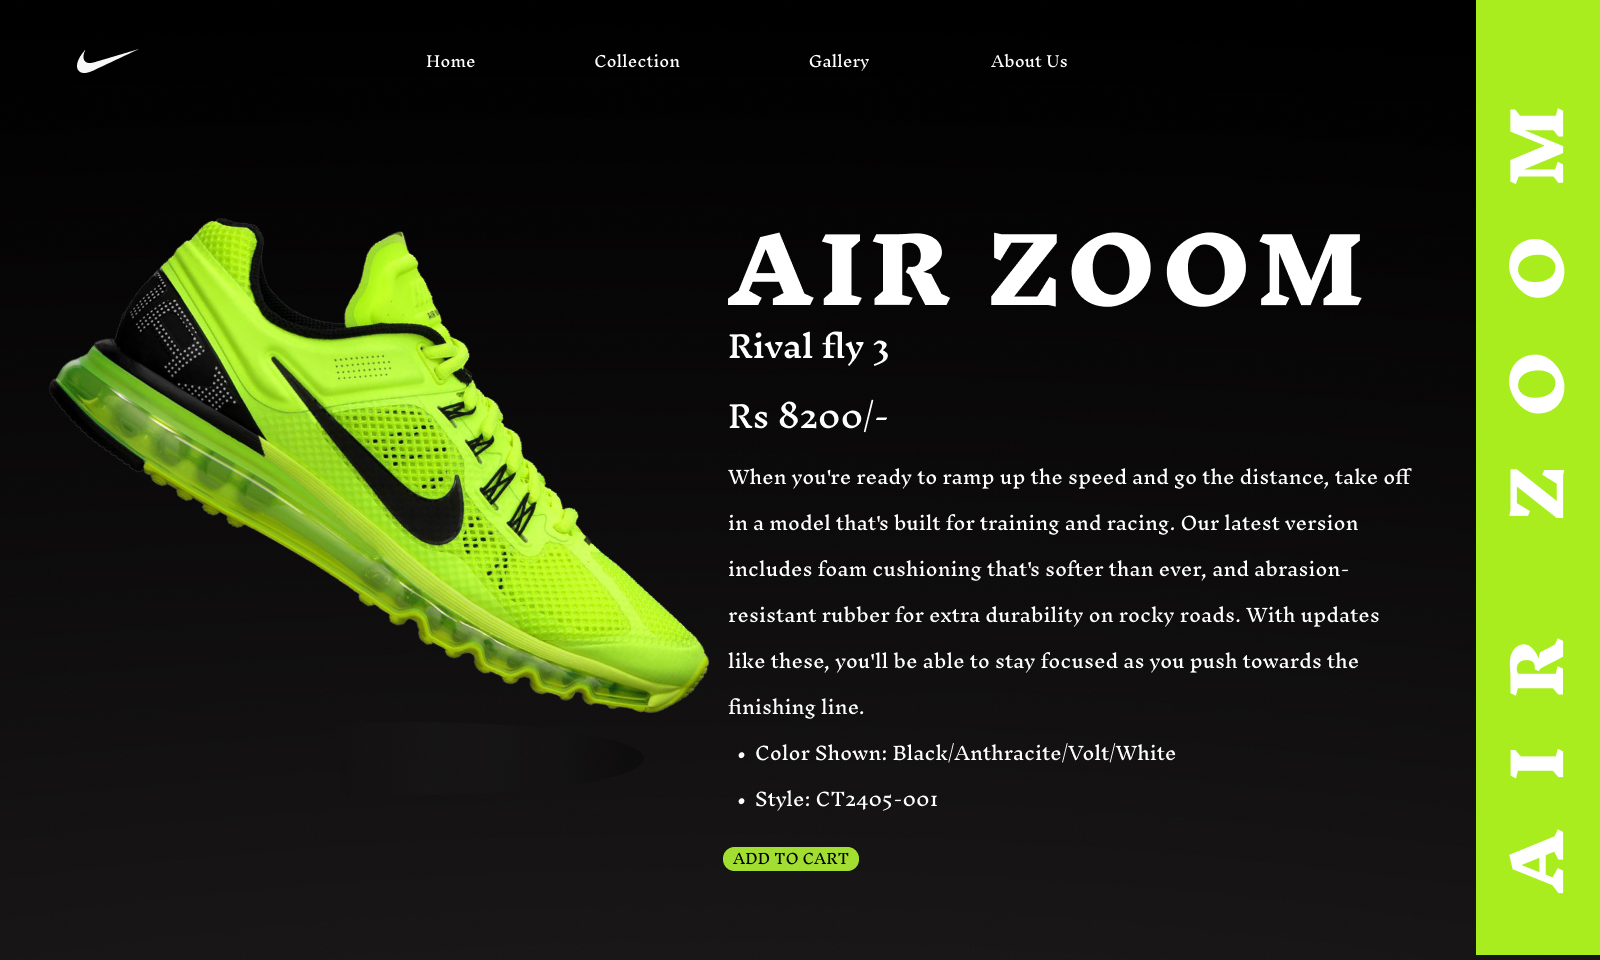 Home
Collection
Gallery
About Us
AIR ZOOM
Rival fly 3
Rs 8200/-
When you're ready to ramp up the speed and go the distance, take off
in a model that's built for training and racing. Our latest version
includes foam cushioning that's softer than ever, and abrasion-
resistant rubber for extra durability on rocky roads. With updates
like these, you'll be able to stay focused as you push towards the
finishing line.
• Color Shown: Black/Anthracite/Volt/White
• Style: CT2405-001
ADD TO CART
AIR ZOOM